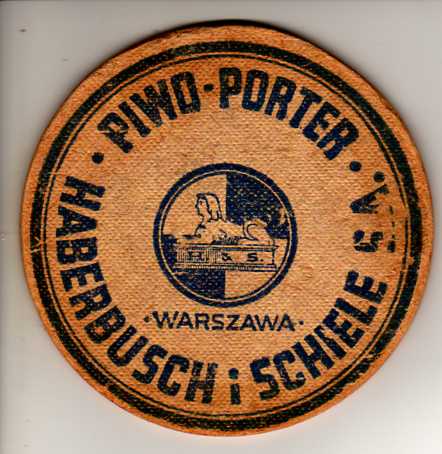 PIWO-PORTER
HABERBUSCH i SCHIELE S.A.
H. & S.
·WARSZAWA·